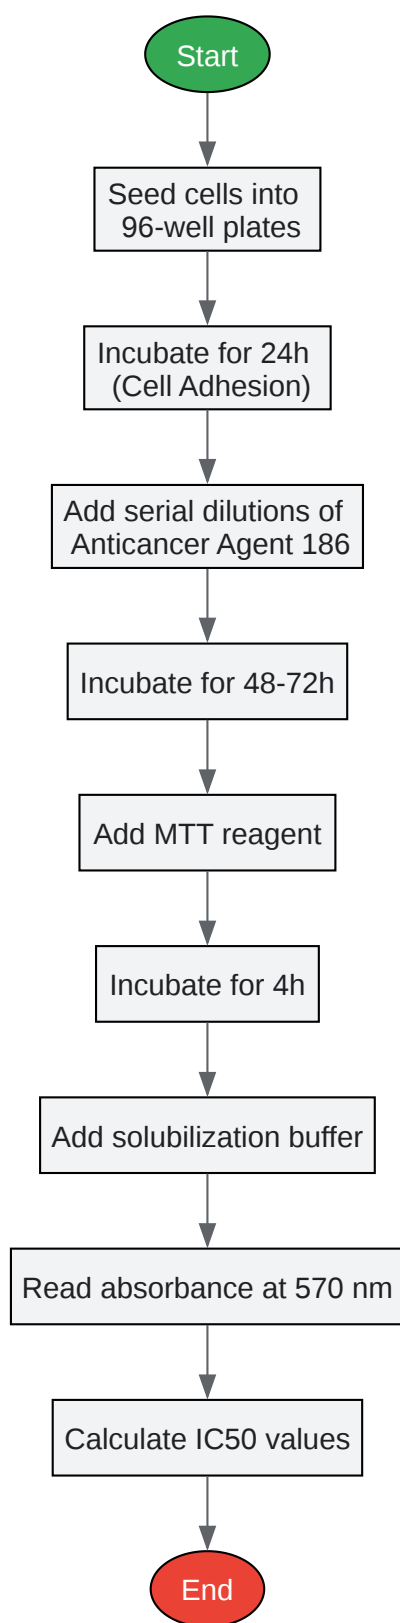 Start
Seed cells into
96-well plates
Incubate for 24h
(Cell Adhesion)
Add serial dilutions of
Anticancer Agent 186
Incubate for 48-72h
Add MTT reagent
Incubate for 4h
Add solubilization buffer
Read absorbance at 570 nm
Calculate IC50 values
End